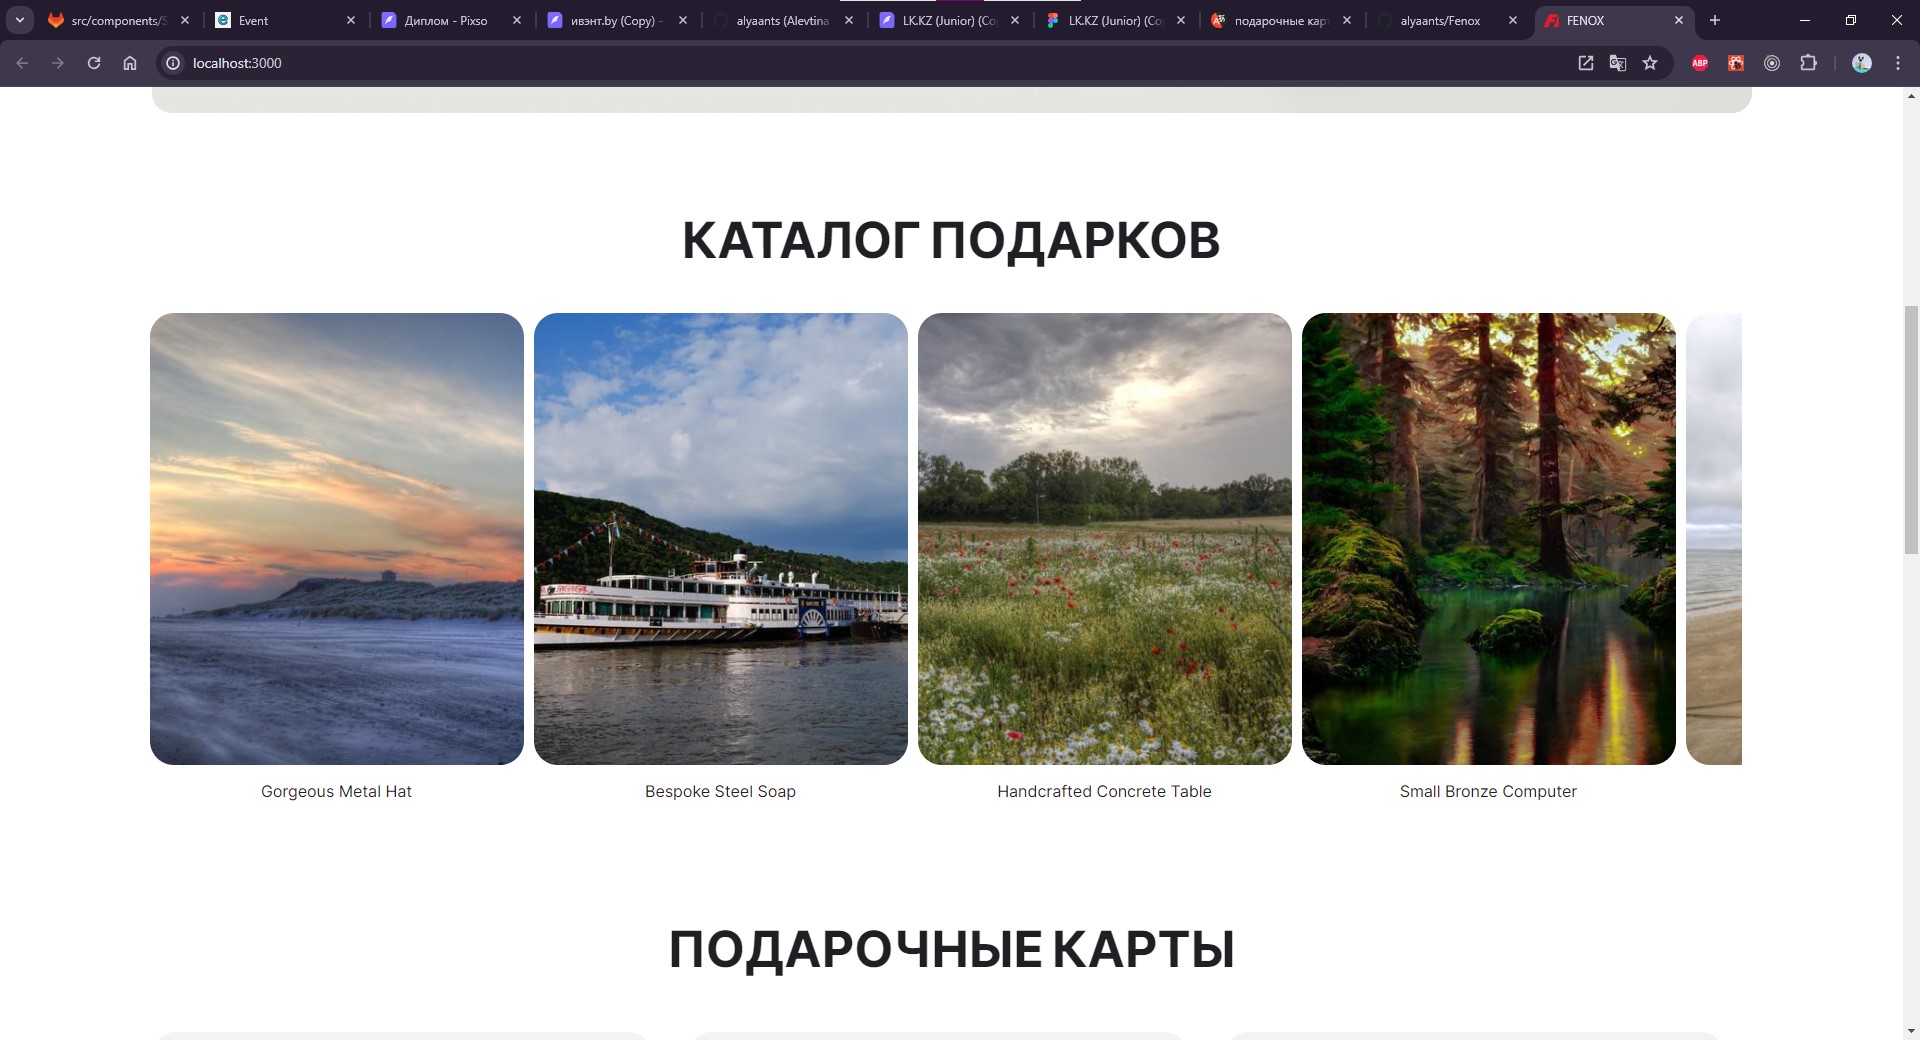 src/components/S
Event
Диплом - Pixso
ивэнт.by (Copy) -
alyaants (Alevtina
LK.KZ (Junior) (Co
LK.KZ (Junior) (Co
подарочные карт
alyaants/Fenox
FENOX
localhost:3000
ABP
КАТАЛОГ ПОДАРКОВ
Gorgeous Metal Hat
Bespoke Steel Soap
Handcrafted Concrete Table
Small Bronze Computer
ПОДАРОЧНЫЕ КАРТЫ